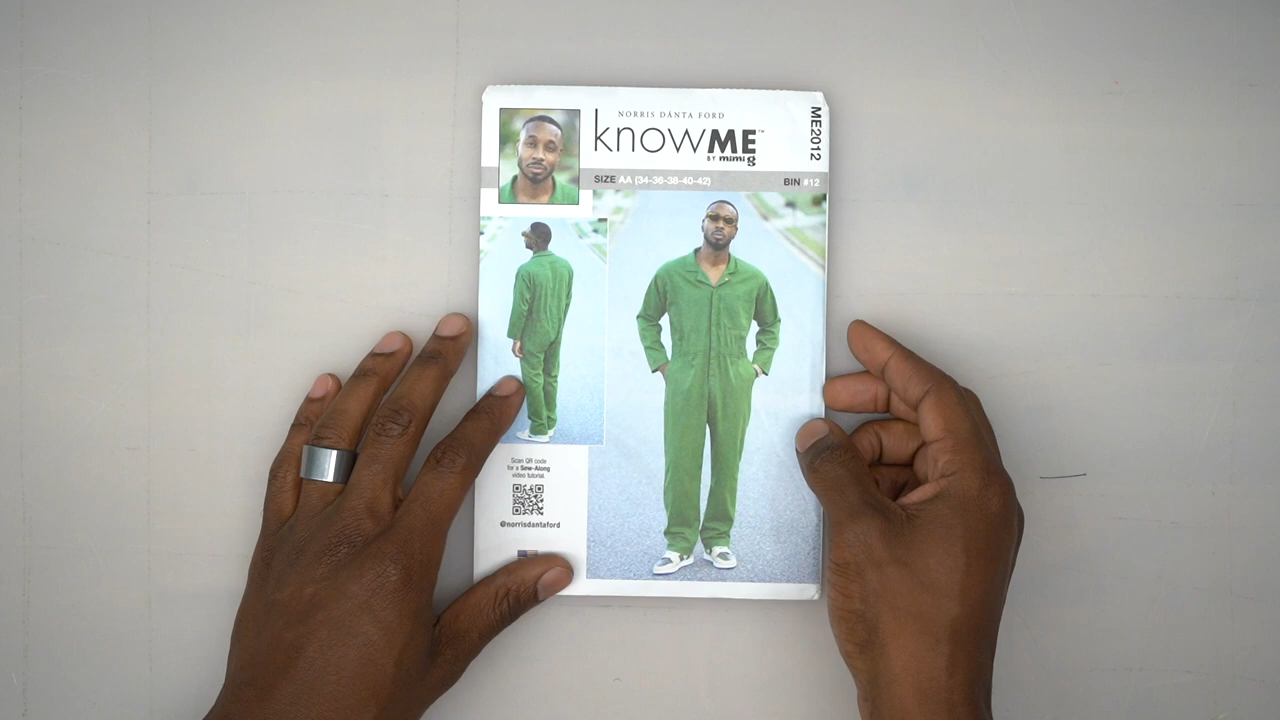 NORRIS DÁNTA FORD
knowME™
BY mimi g
ME2012
SIZE AA (34-36-38-40-42)
BIN #12
Scan QR code
for a Sew-Along
video tutorial.
@norrisdantaford